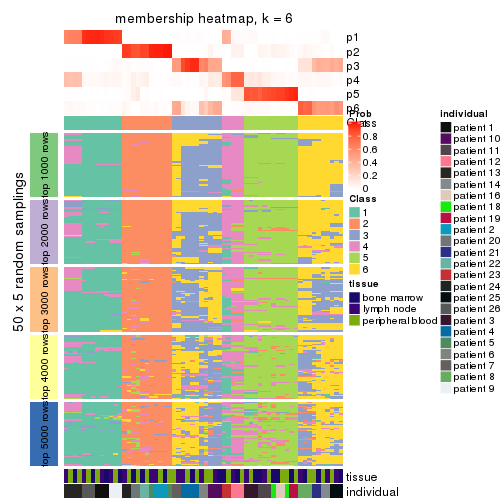 membership heatmap, k = 6
p1
p2
p3
p4
p5
p6
Class
50 x 5 random samplings
top 1000 rows
top 2000 rows
top 3000 rows
top 4000 rows
top 5000 rows
tissue
individual
Prob
1
0.8
0.6
0.4
0.2
0
Class
1
2
3
4
5
6
tissue
bone marrow
lymph node
peripheral blood
individual
patient 1
patient 10
patient 11
patient 12
patient 13
patient 14
patient 16
patient 18
patient 19
patient 2
patient 20
patient 21
patient 22
patient 23
patient 24
patient 25
patient 26
patient 3
patient 4
patient 5
patient 6
patient 7
patient 8
patient 9